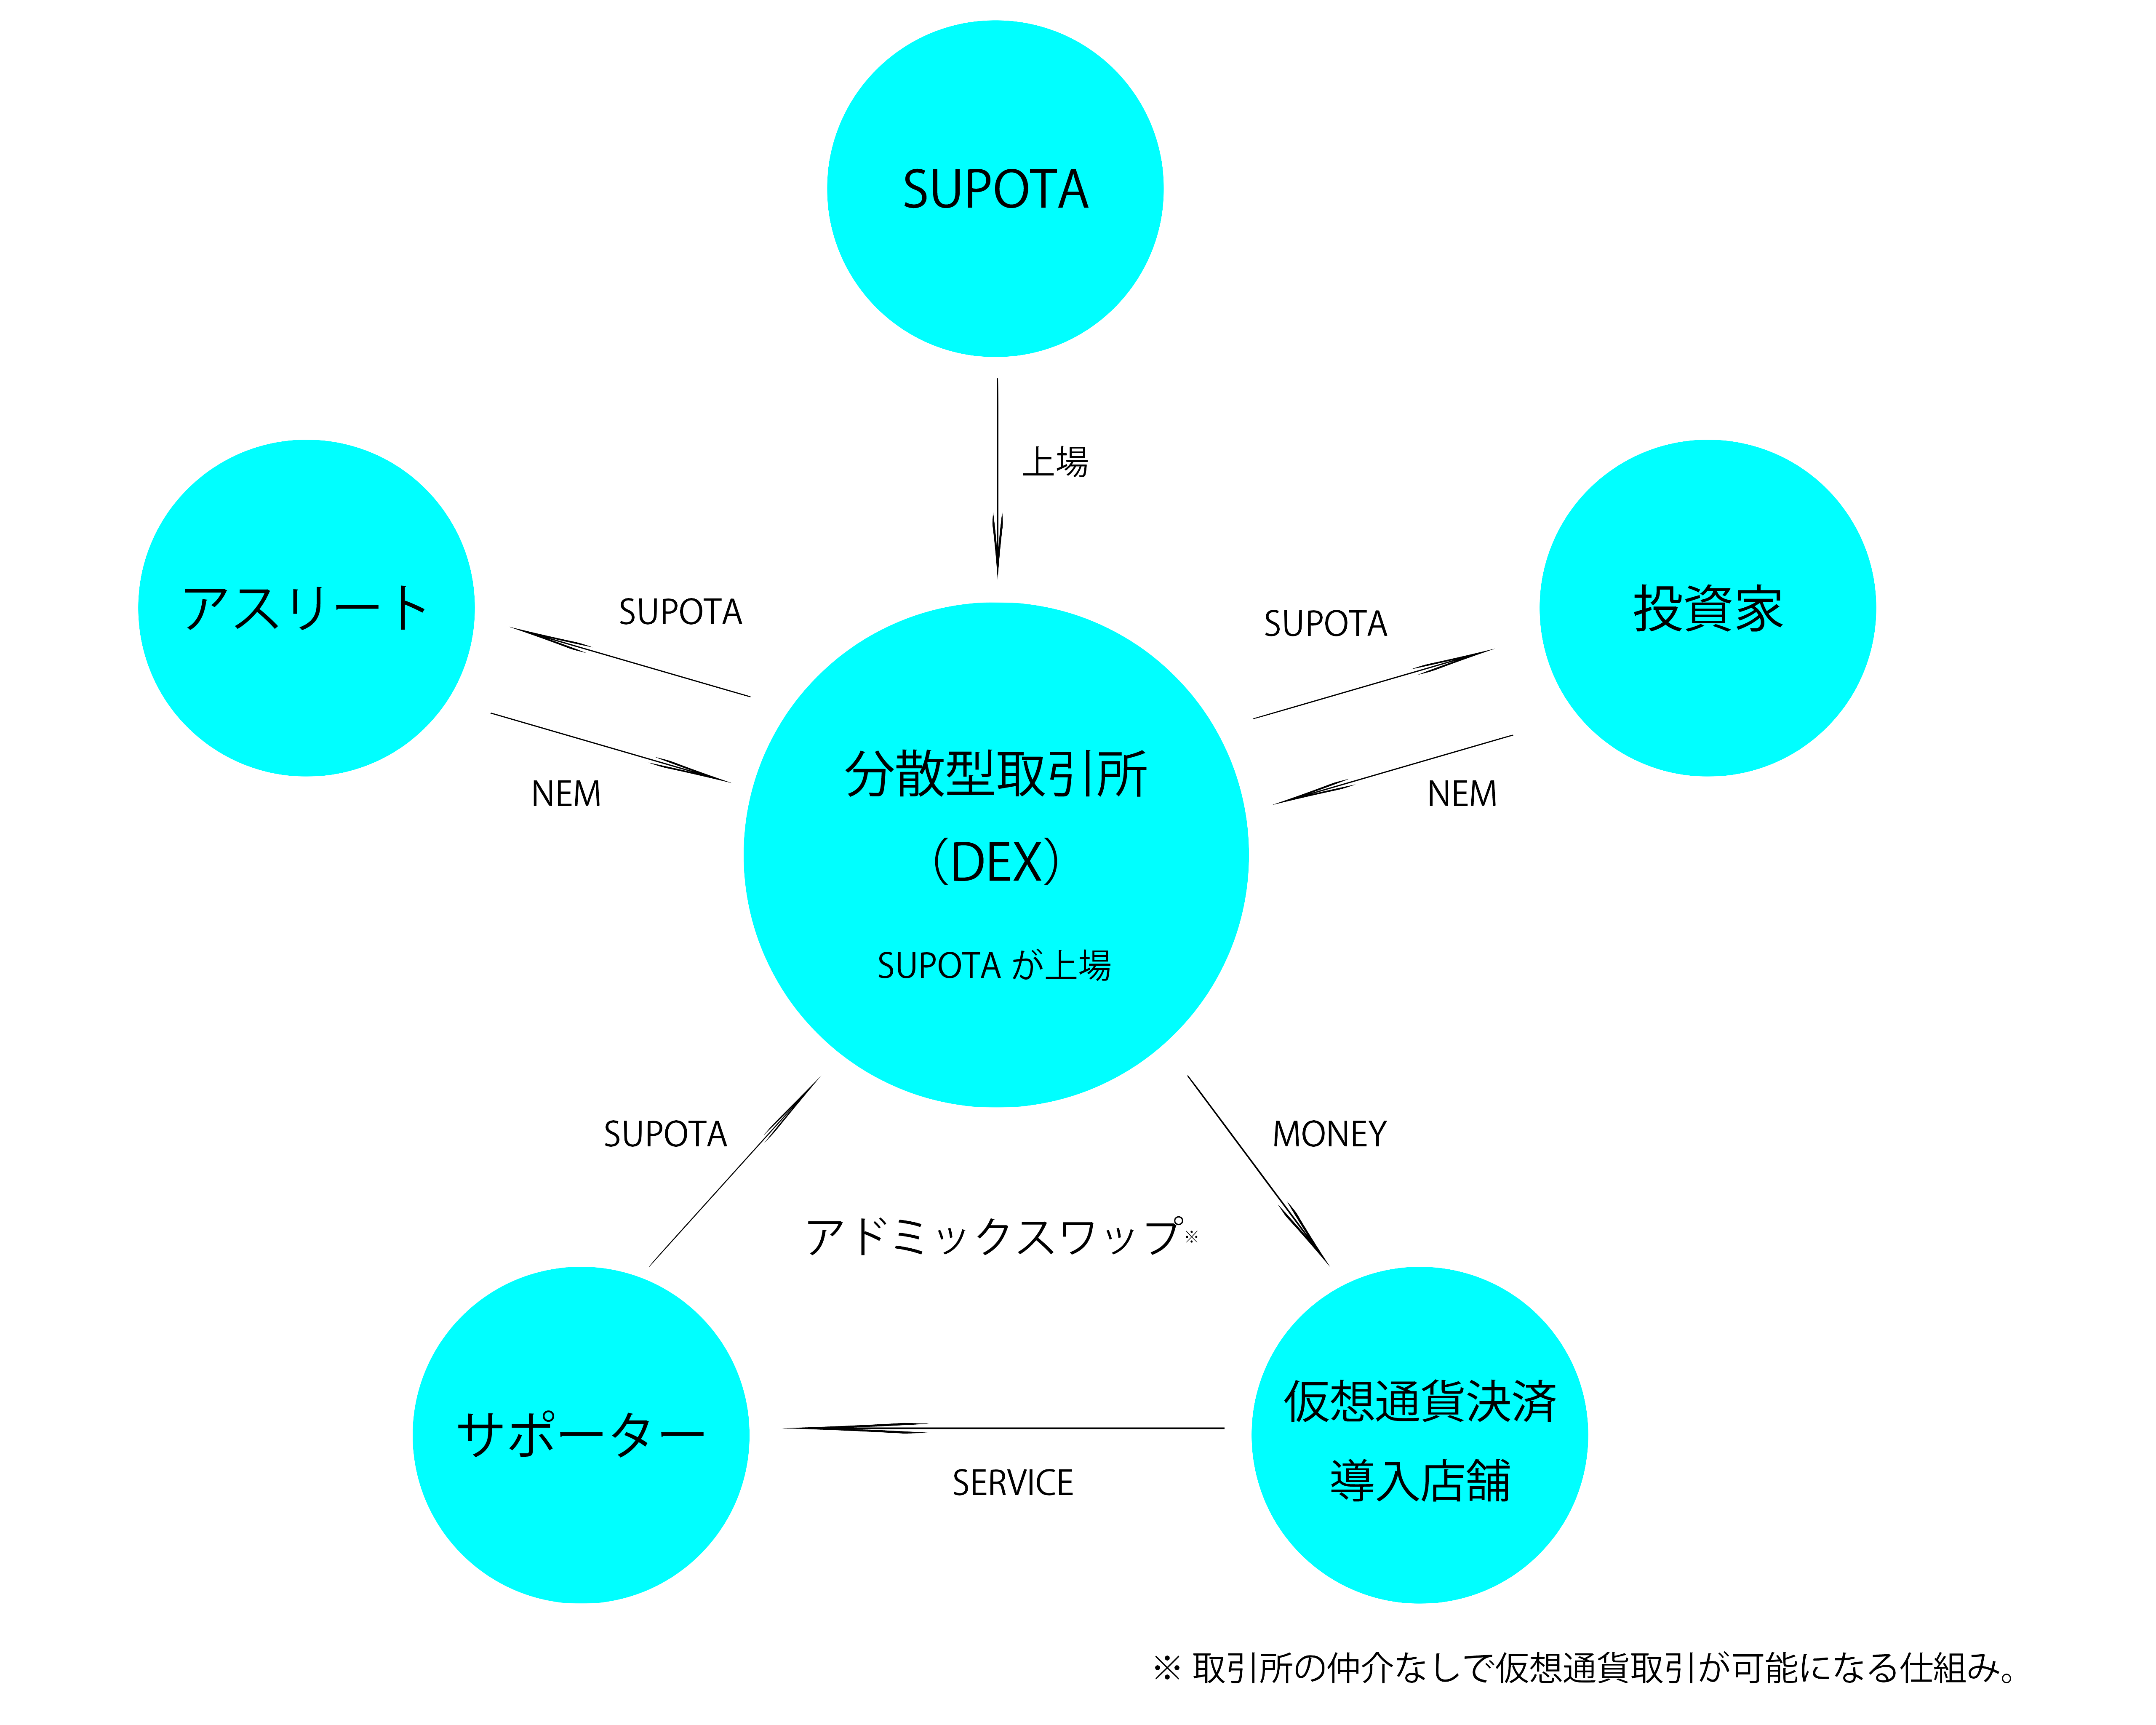 SUPOTA
上場
アスリート
SUPOTA
NEM
投資家
SUPOTA
NEM
分散型取引所
（DEX）
SUPOTA が上場
SUPOTA
MONEY
アドミックスワップ※
サポーター
SERVICE
仮想通貨決済
導入店舗
※ 取引所の仲介なしで仮想通貨取引が可能になる仕組み。